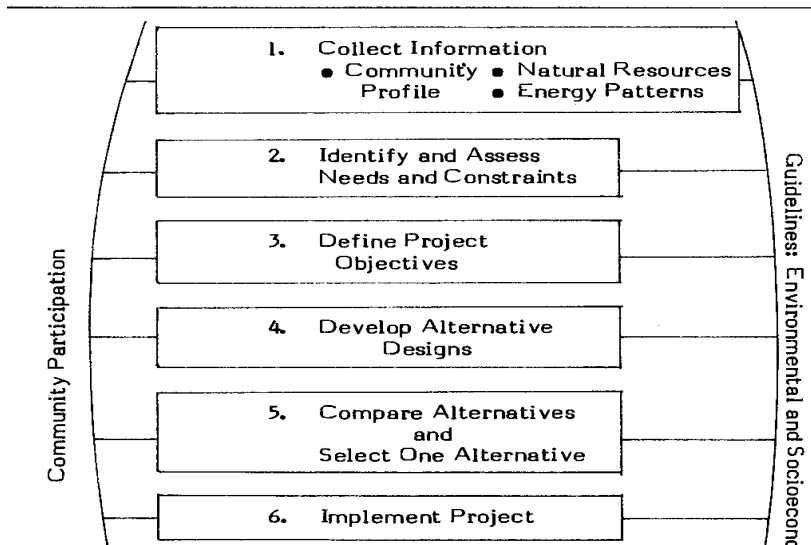 1. Collect Information
• Community • Natural Resources
Profile • Energy Patterns
2. Identify and Assess
Needs and Constraints
3. Define Project
Objectives
4. Develop Alternative
Designs
5. Compare Alternatives
and
Select One Alternative
6. Implement Project
Community Participation
Guidelines: Environmental and